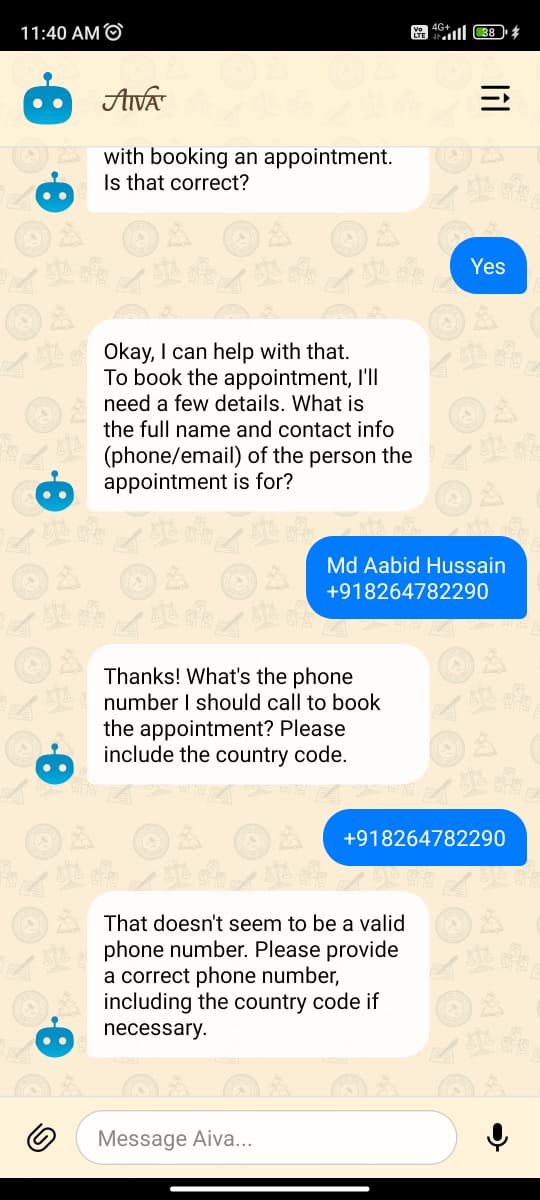 11:40 AM
Vo LTE 4G+ 38
AIVA
with booking an appointment.
Is that correct?
Yes
Okay, I can help with that.
To book the appointment, I'll
need a few details. What is
the full name and contact info
(phone/email) of the person the
appointment is for?
Md Aabid Hussain
+918264782290
Thanks! What's the phone
number I should call to book
the appointment? Please
include the country code.
+918264782290
That doesn't seem to be a valid
phone number. Please provide
a correct phone number,
including the country code if
necessary.
Message Aiva...